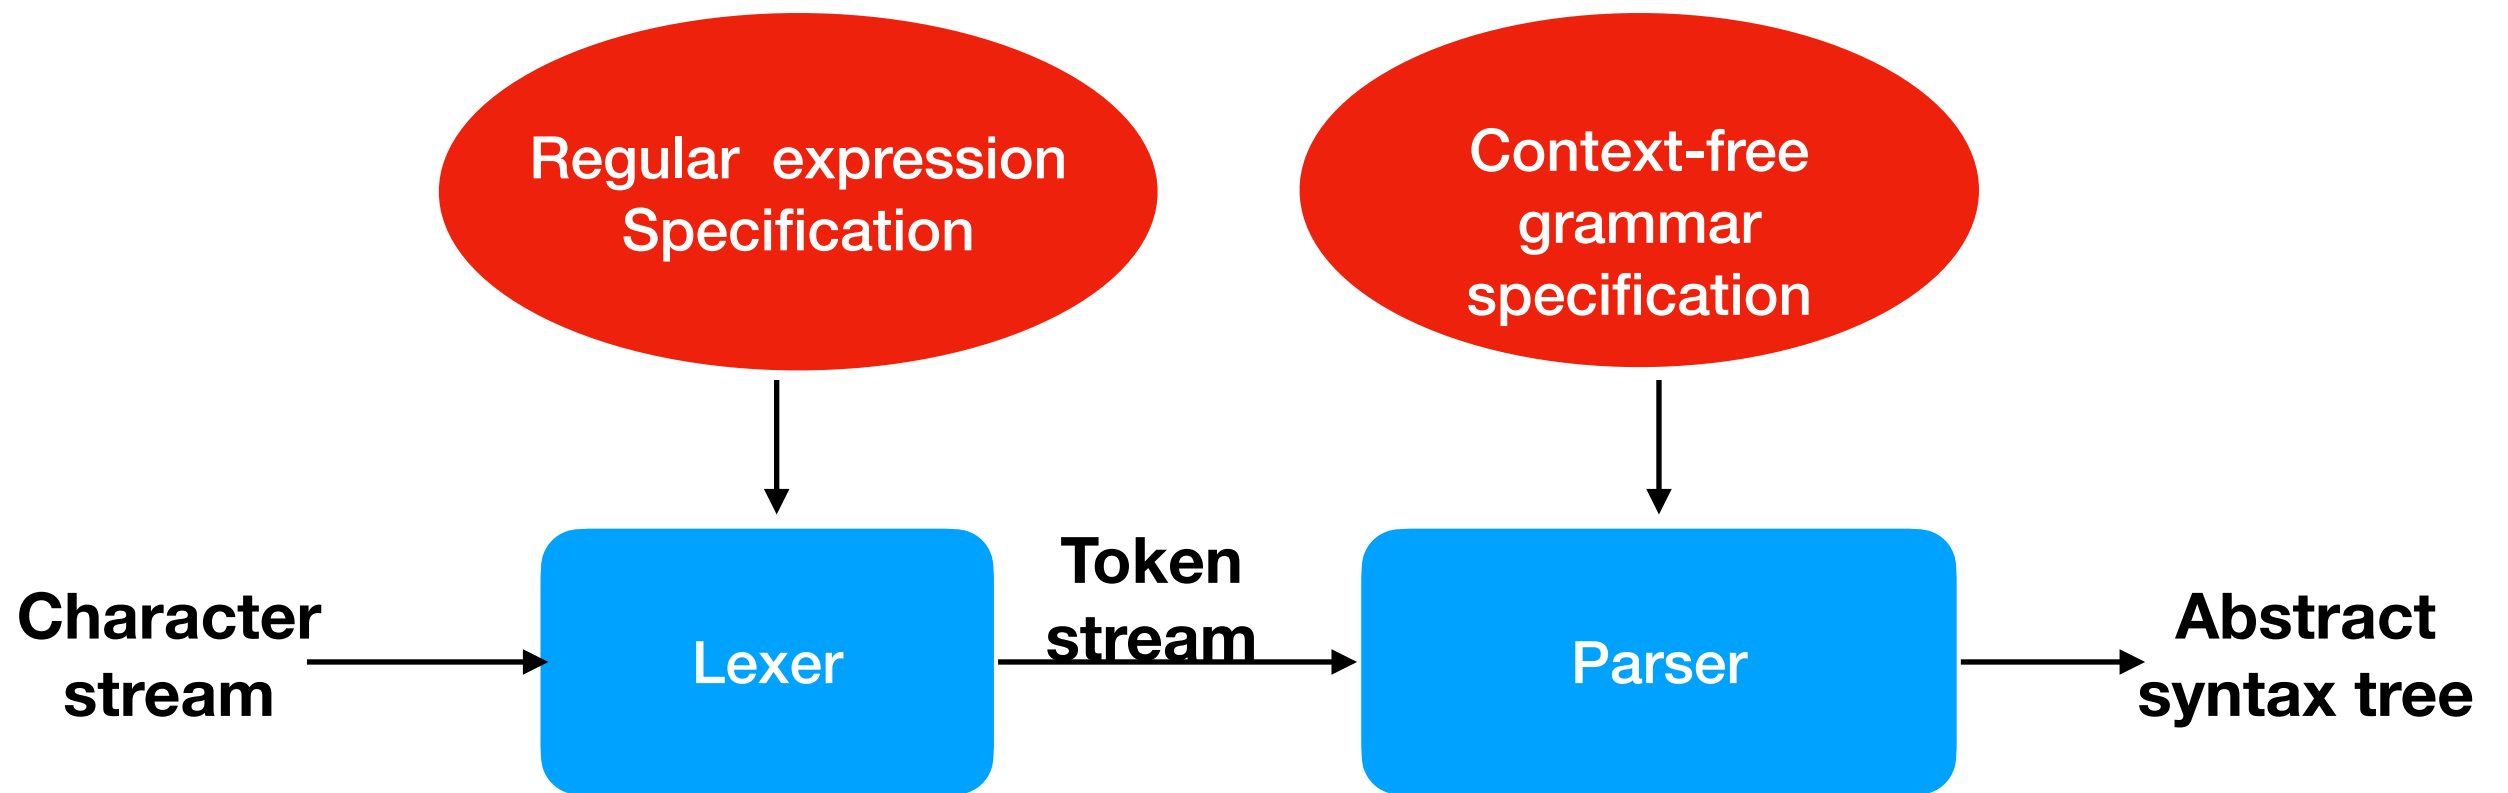 Regular expression
Specification
Context-free
grammar
specification
Character
stream
Lexer
Token
stream
Parser
Abstract
syntax tree